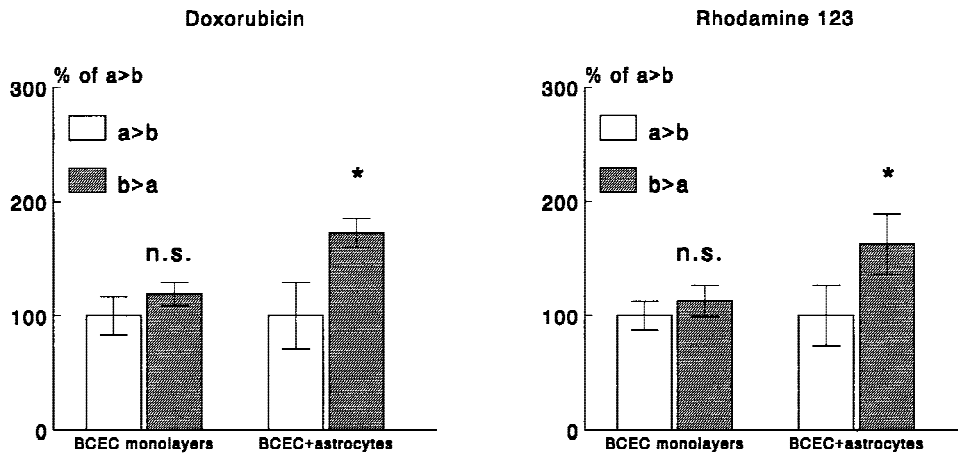 Doxorubicin
% of a>b
300
a>b
b>a
*
200
n.s.
100
0
BCEC monolayers
BCEC+astrocytes
Rhodamine 123
% of a>b
300
a>b
b>a
*
200
n.s.
100
0
BCEC monolayers
BCEC+astrocytes